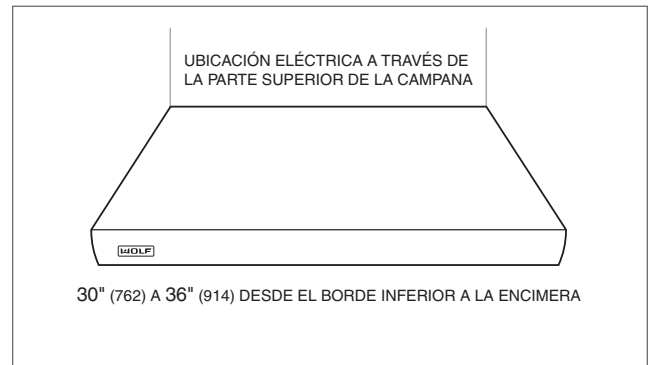 UBICACIÓN ELÉCTRICA A TRAVÉS DE
LA PARTE SUPERIOR DE LA CAMPANA
WOLF
30" (762) A 36" (914) DESDE EL BORDE INFERIOR A LA ENCIMERA